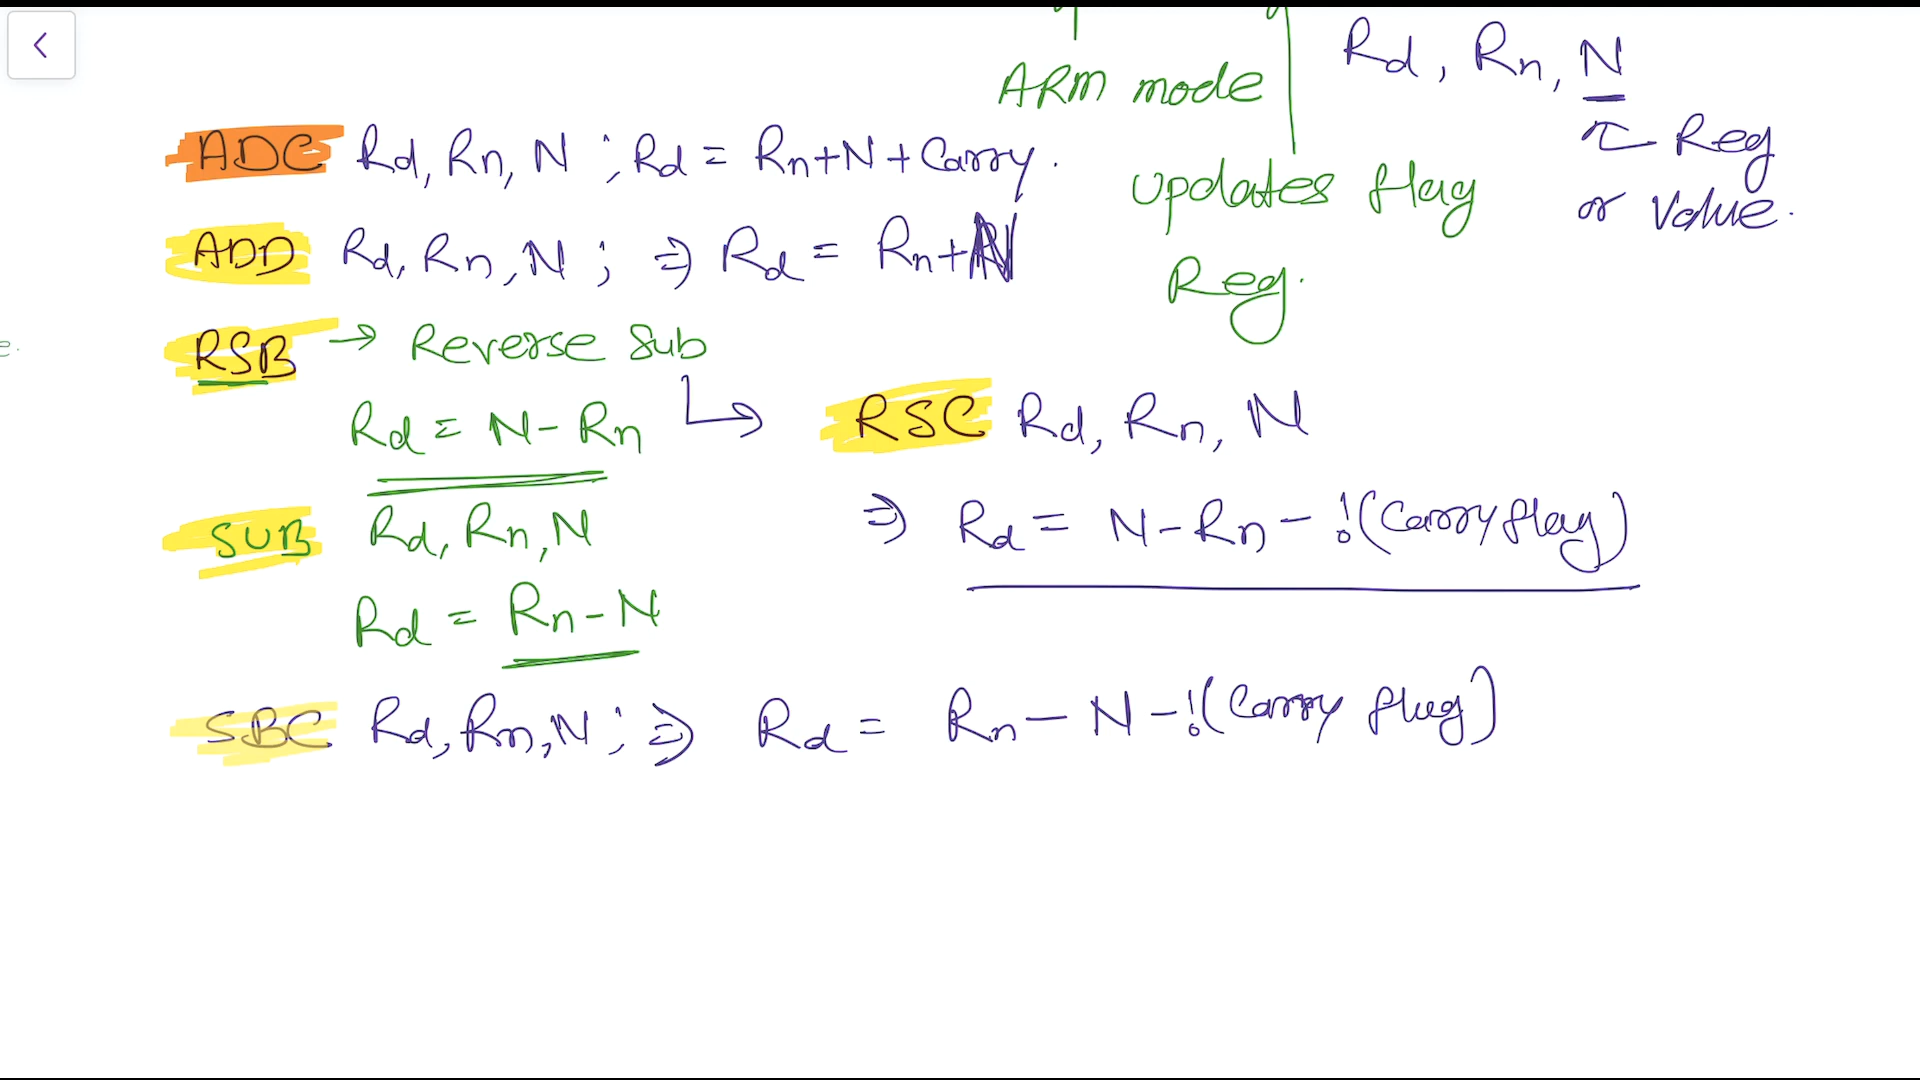 Rd, Rn, N
ARM mode
Reg
or Value.
ADC Rd, Rn, N ; Rd = Rn+N+Carry.
updates flag
Reg.
ADD Rd, Rn, N ; ⇒ Rd = Rn+N
RSB → Reverse Sub
Rd = N - Rn
RSC Rd, Rn, N
⇒ Rd = N - Rn - !(Carry flag)
SUB Rd, Rn, N
Rd = Rn - N
SBC Rd, Rn, N ; ⇒ Rd = Rn - N - !(Carry flag)